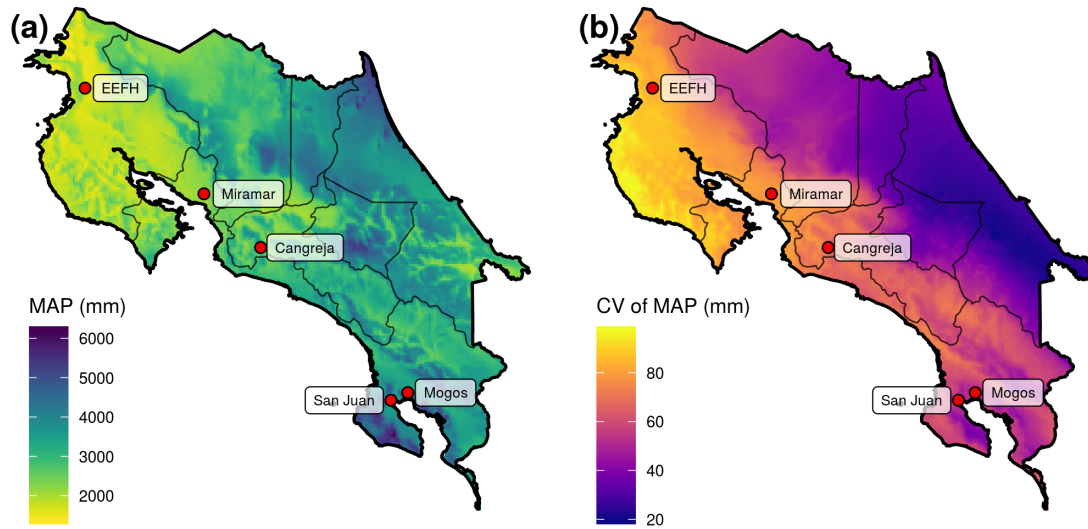 (a)
EEFH
Miramar
Cangreja
MAP (mm)
6000
5000
4000
3000
2000
San Juan
Mogos
(b)
EEFH
Miramar
Cangreja
CV of MAP (mm)
80
60
40
20
San Juan
Mogos